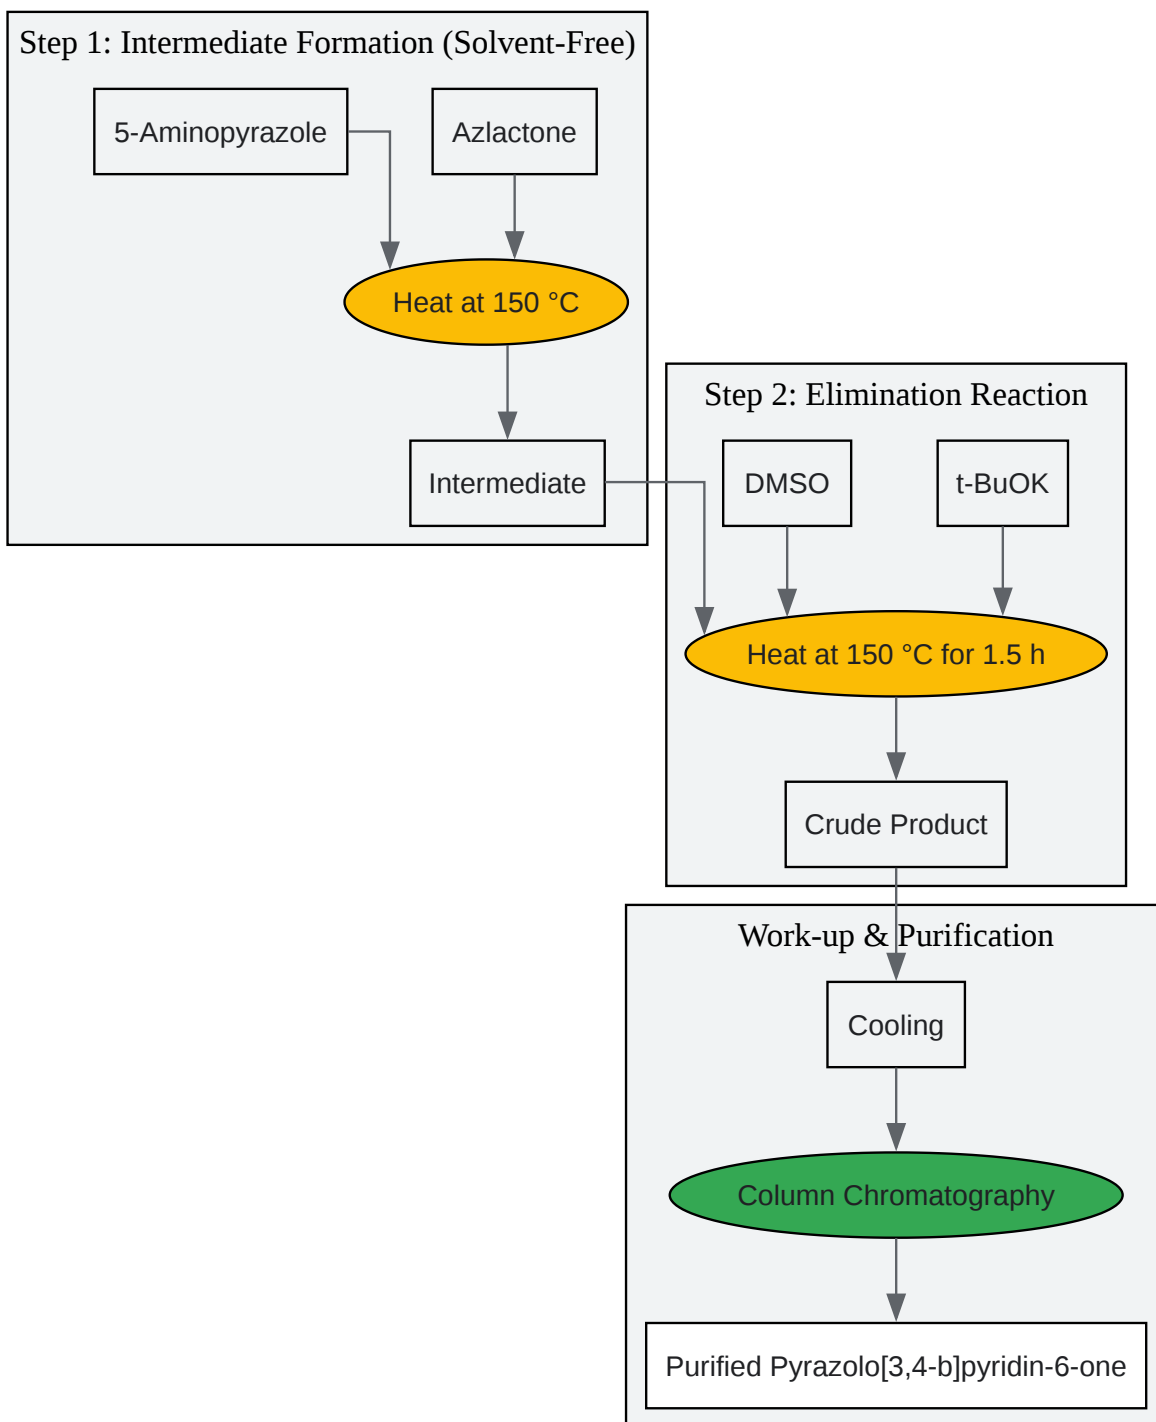 Step 1: Intermediate Formation (Solvent-Free)
5-Aminopyrazole
Azlactone
Heat at 150 °C
Intermediate
Step 2: Elimination Reaction
DMSO
t-BuOK
Heat at 150 °C for 1.5 h
Crude Product
Work-up & Purification
Cooling
Column Chromatography
Purified Pyrazolo[3,4-b]pyridin-6-one